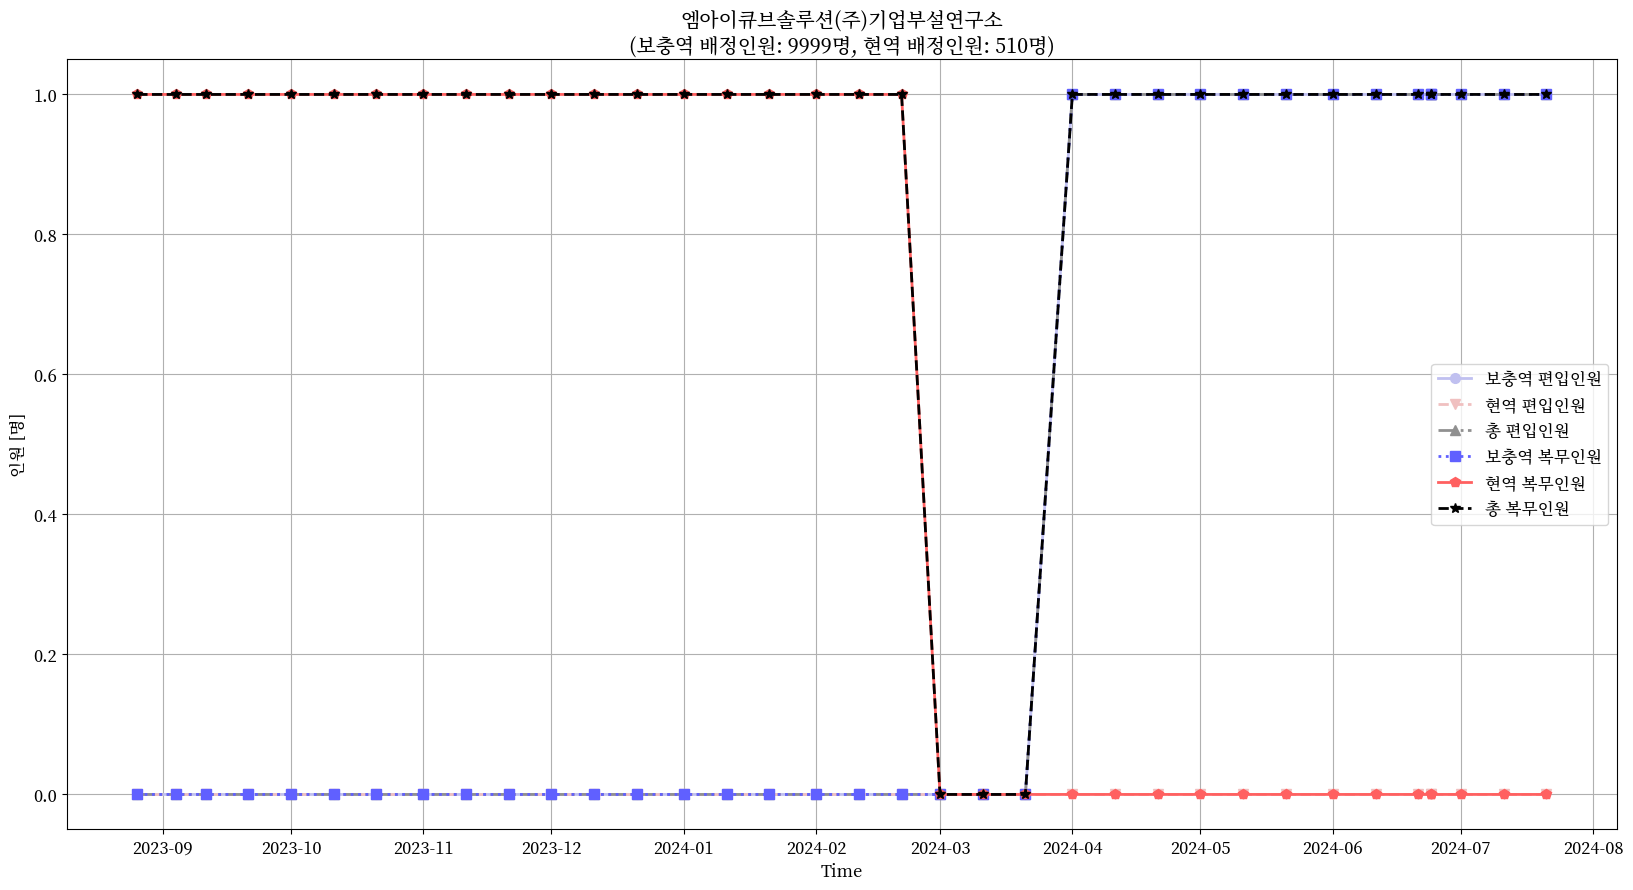 엠아이큐브솔루션(주)기업부설연구소
(보충역 배정인원: 9999명, 현역 배정인원: 510명)
인원 [명]
1.0
0.8
0.6
0.4
0.2
0.0
보충역 편입인원
현역 편입인원
총 편입인원
보충역 복무인원
현역 복무인원
총 복무인원
2023-09
2023-10
2023-11
2023-12
2024-01
2024-02
2024-03
2024-04
2024-05
2024-06
2024-07
2024-08
Time